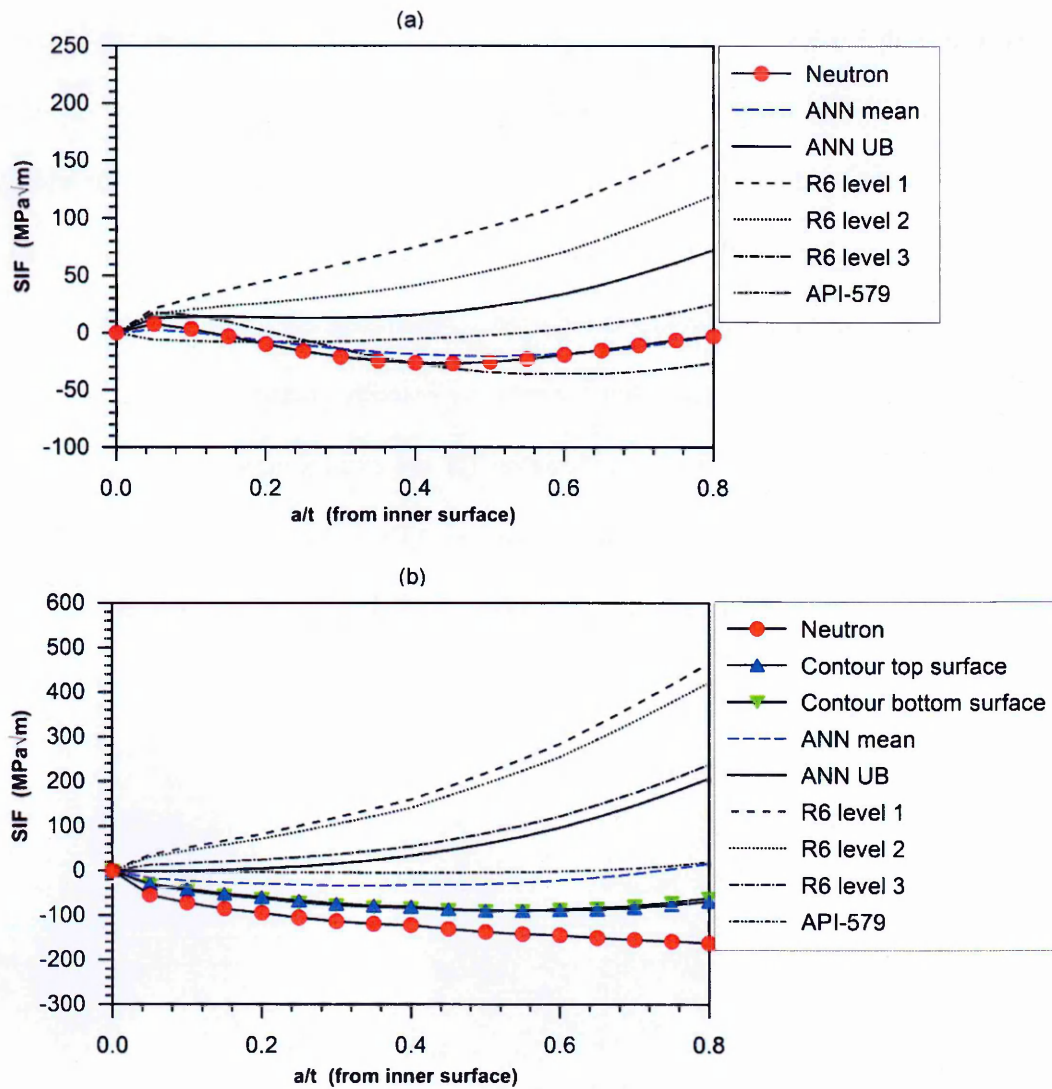 (a)
250
200
150
100
50
0
-50
-100
SIF (MPa√m)
0.0 0.2 0.4 0.6 0.8
a/t (from inner surface)
Neutron
ANN mean
ANN UB
R6 level 1
R6 level 2
R6 level 3
API-579
(b)
600
500
400
300
200
100
0
-100
-200
-300
SIF (MPa√m)
0.0 0.2 0.4 0.6 0.8
a/t (from inner surface)
Neutron
Contour top surface
Contour bottom surface
ANN mean
ANN UB
R6 level 1
R6 level 2
R6 level 3
API-579